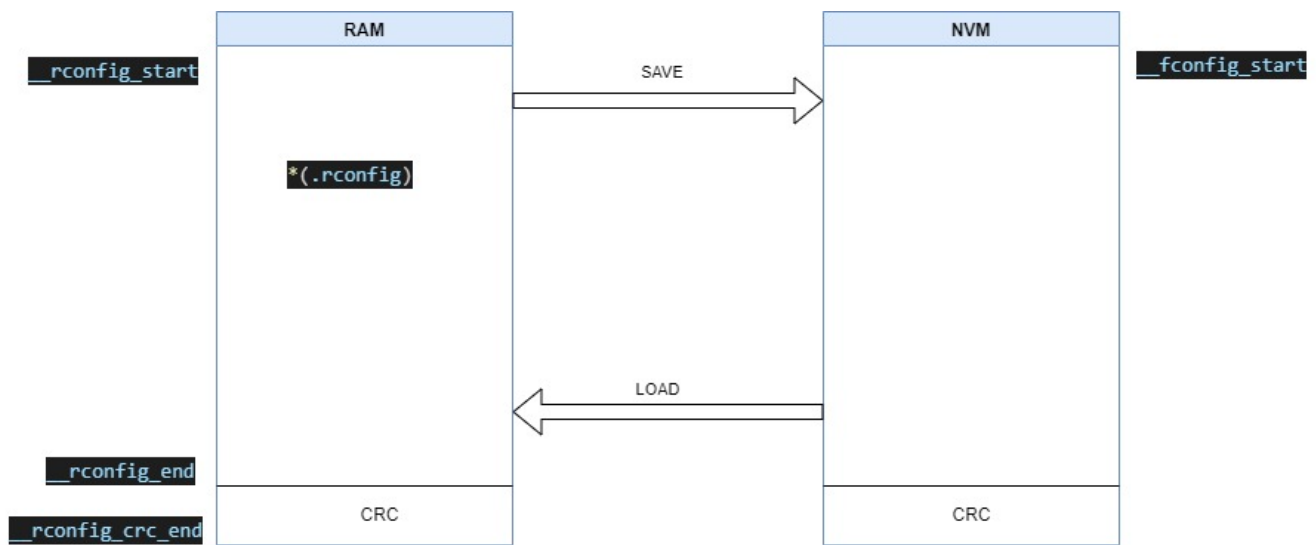 RAM
NVM
__rconfig_start
SAVE
__fconfig_start
*(.rconfig)
LOAD
__rconfig_end
CRC
CRC
__rconfig_crc_end